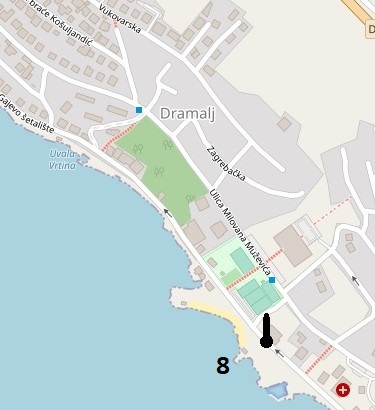 Vukovarska
braće Košuljandić
D
Dramalj
Gajevo šetalište
Uvala
Vrtina
Zagrebačka
Ulica Milovana Muževića
8